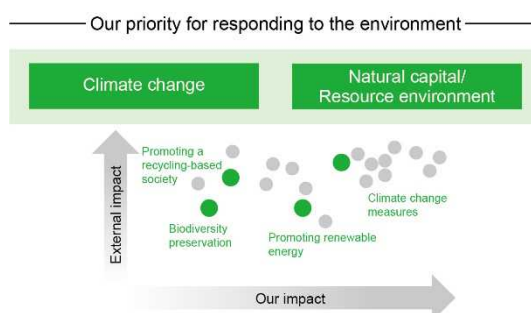 Our priority for responding to the environment
Climate change
Natural capital/
Resource environment
External impact
Promoting a
recycling-based
society
Biodiversity
preservation
Promoting renewable
energy
Climate change
measures
Our impact